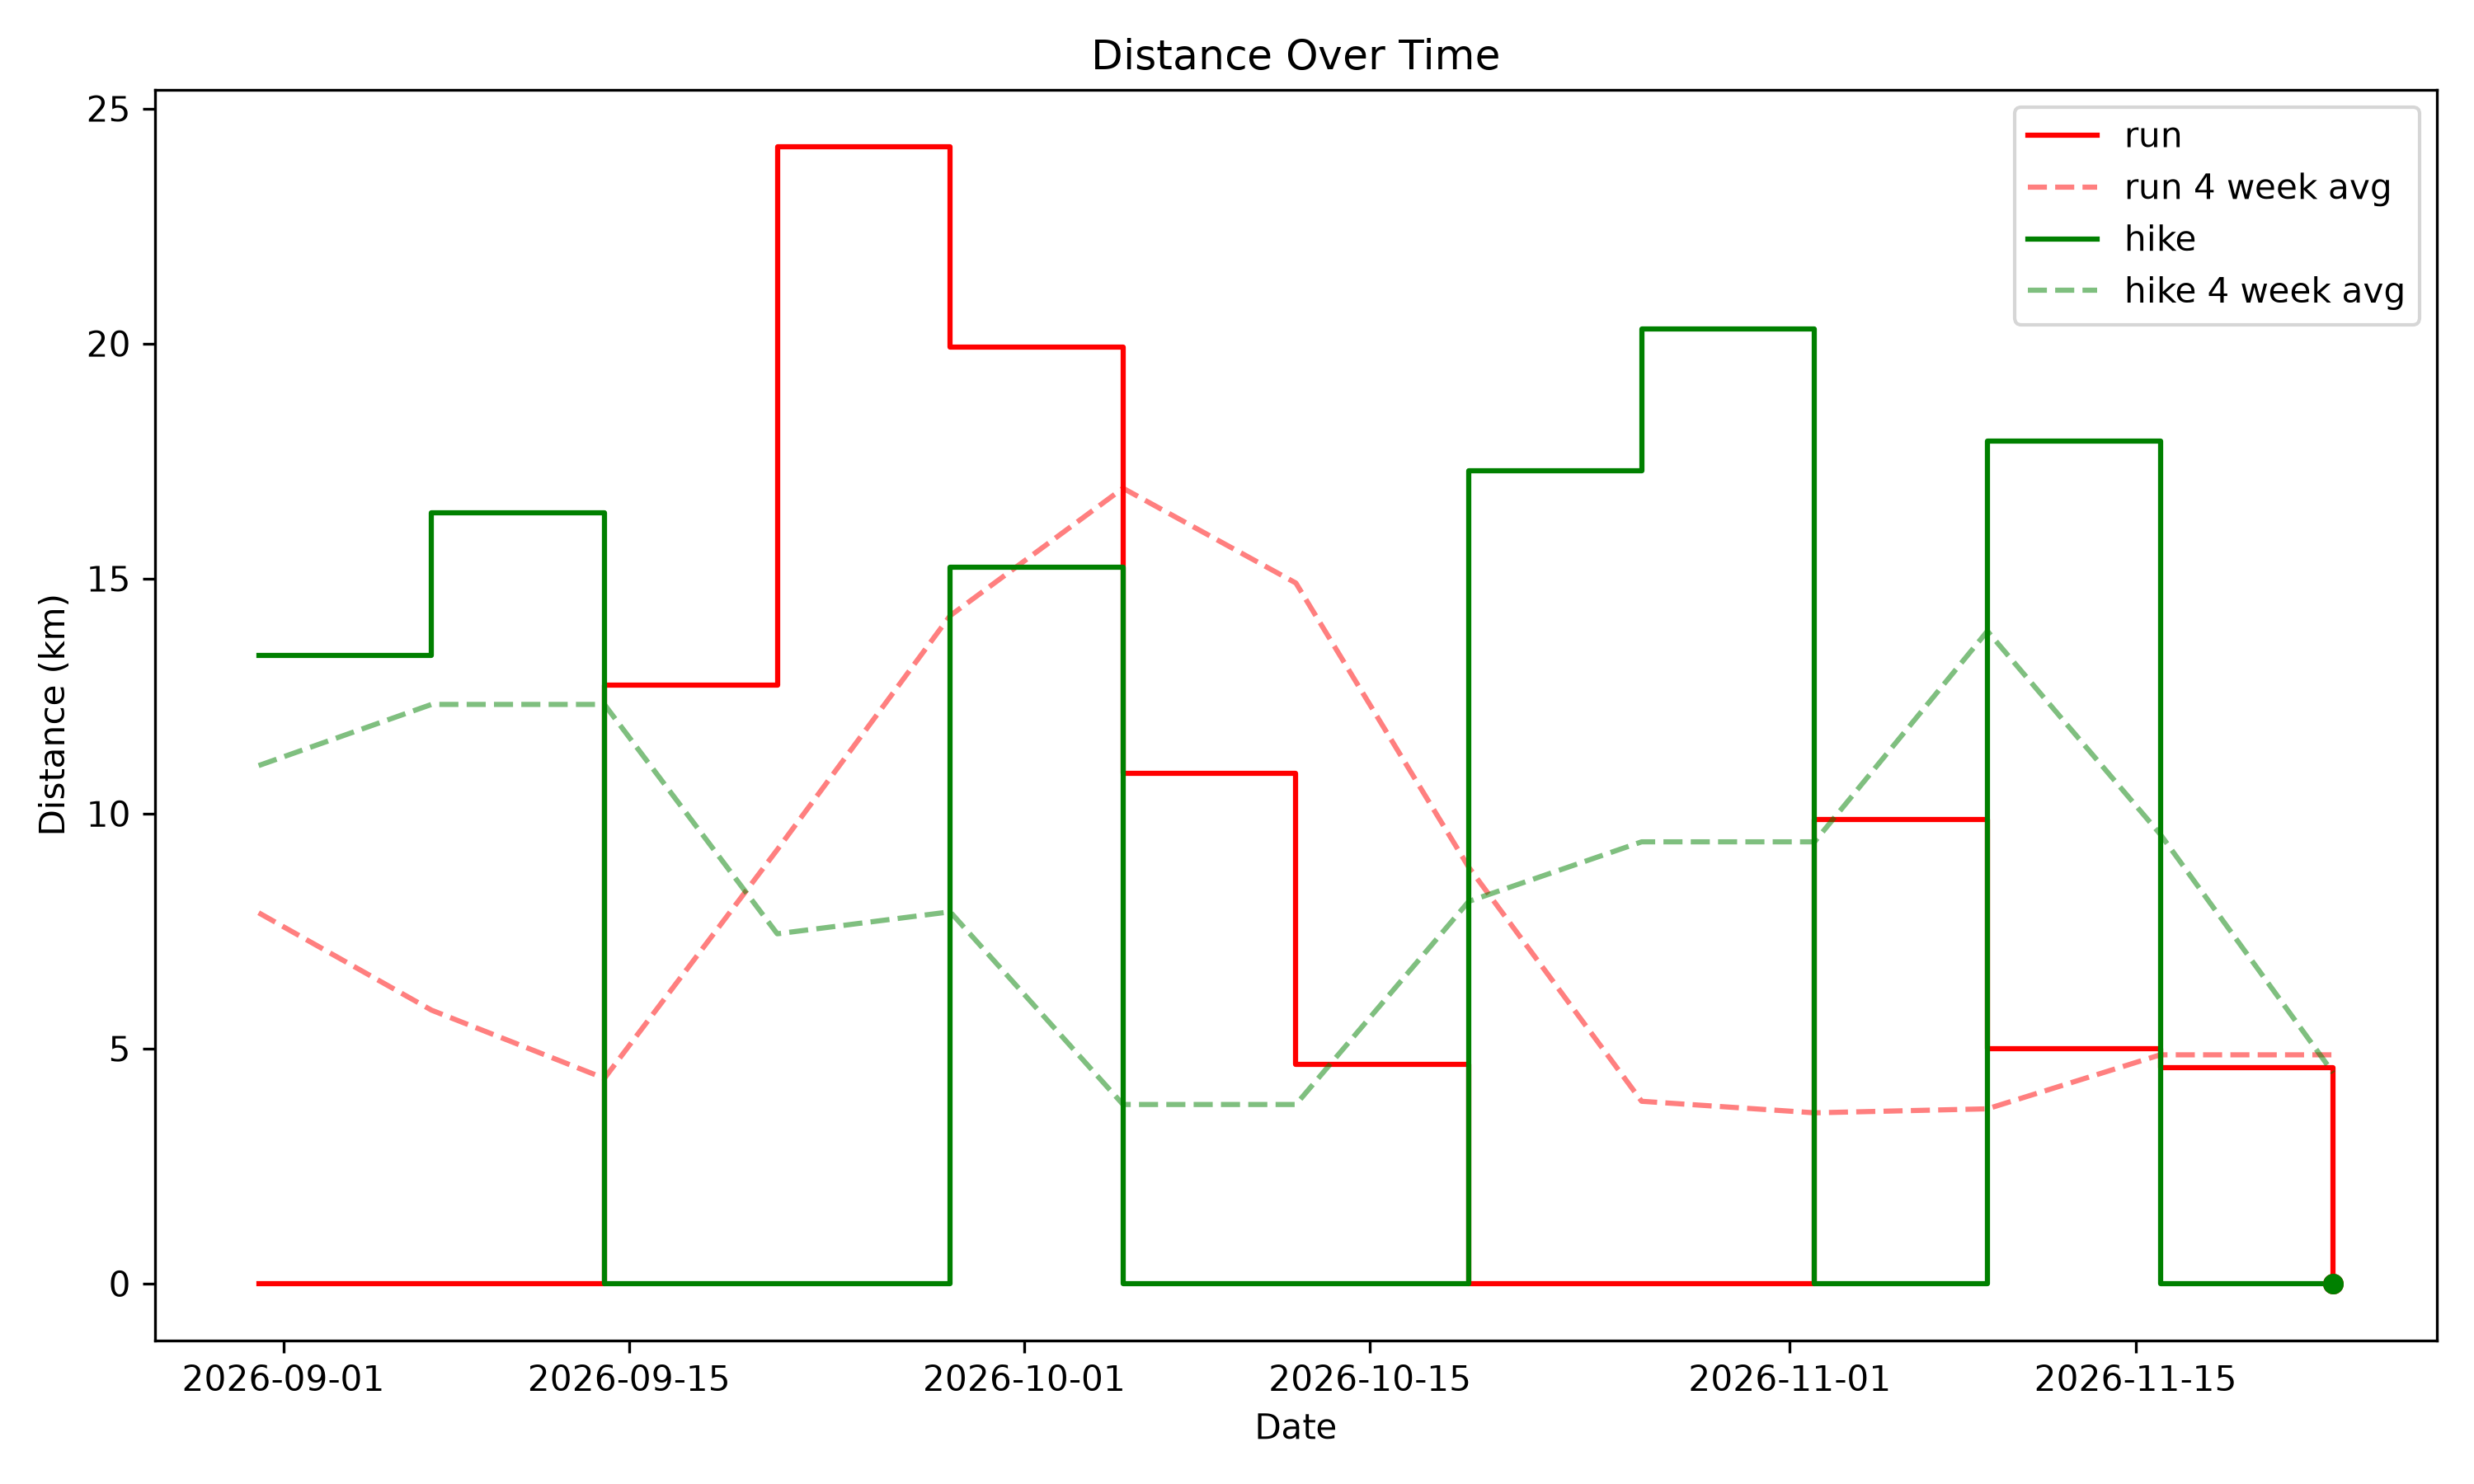 Distance Over Time
25
20
15
10
5
0
Distance (km)
run
run 4 week avg
hike
hike 4 week avg
2026-09-01
2026-09-15
2026-10-01
2026-10-15
2026-11-01
2026-11-15
Date